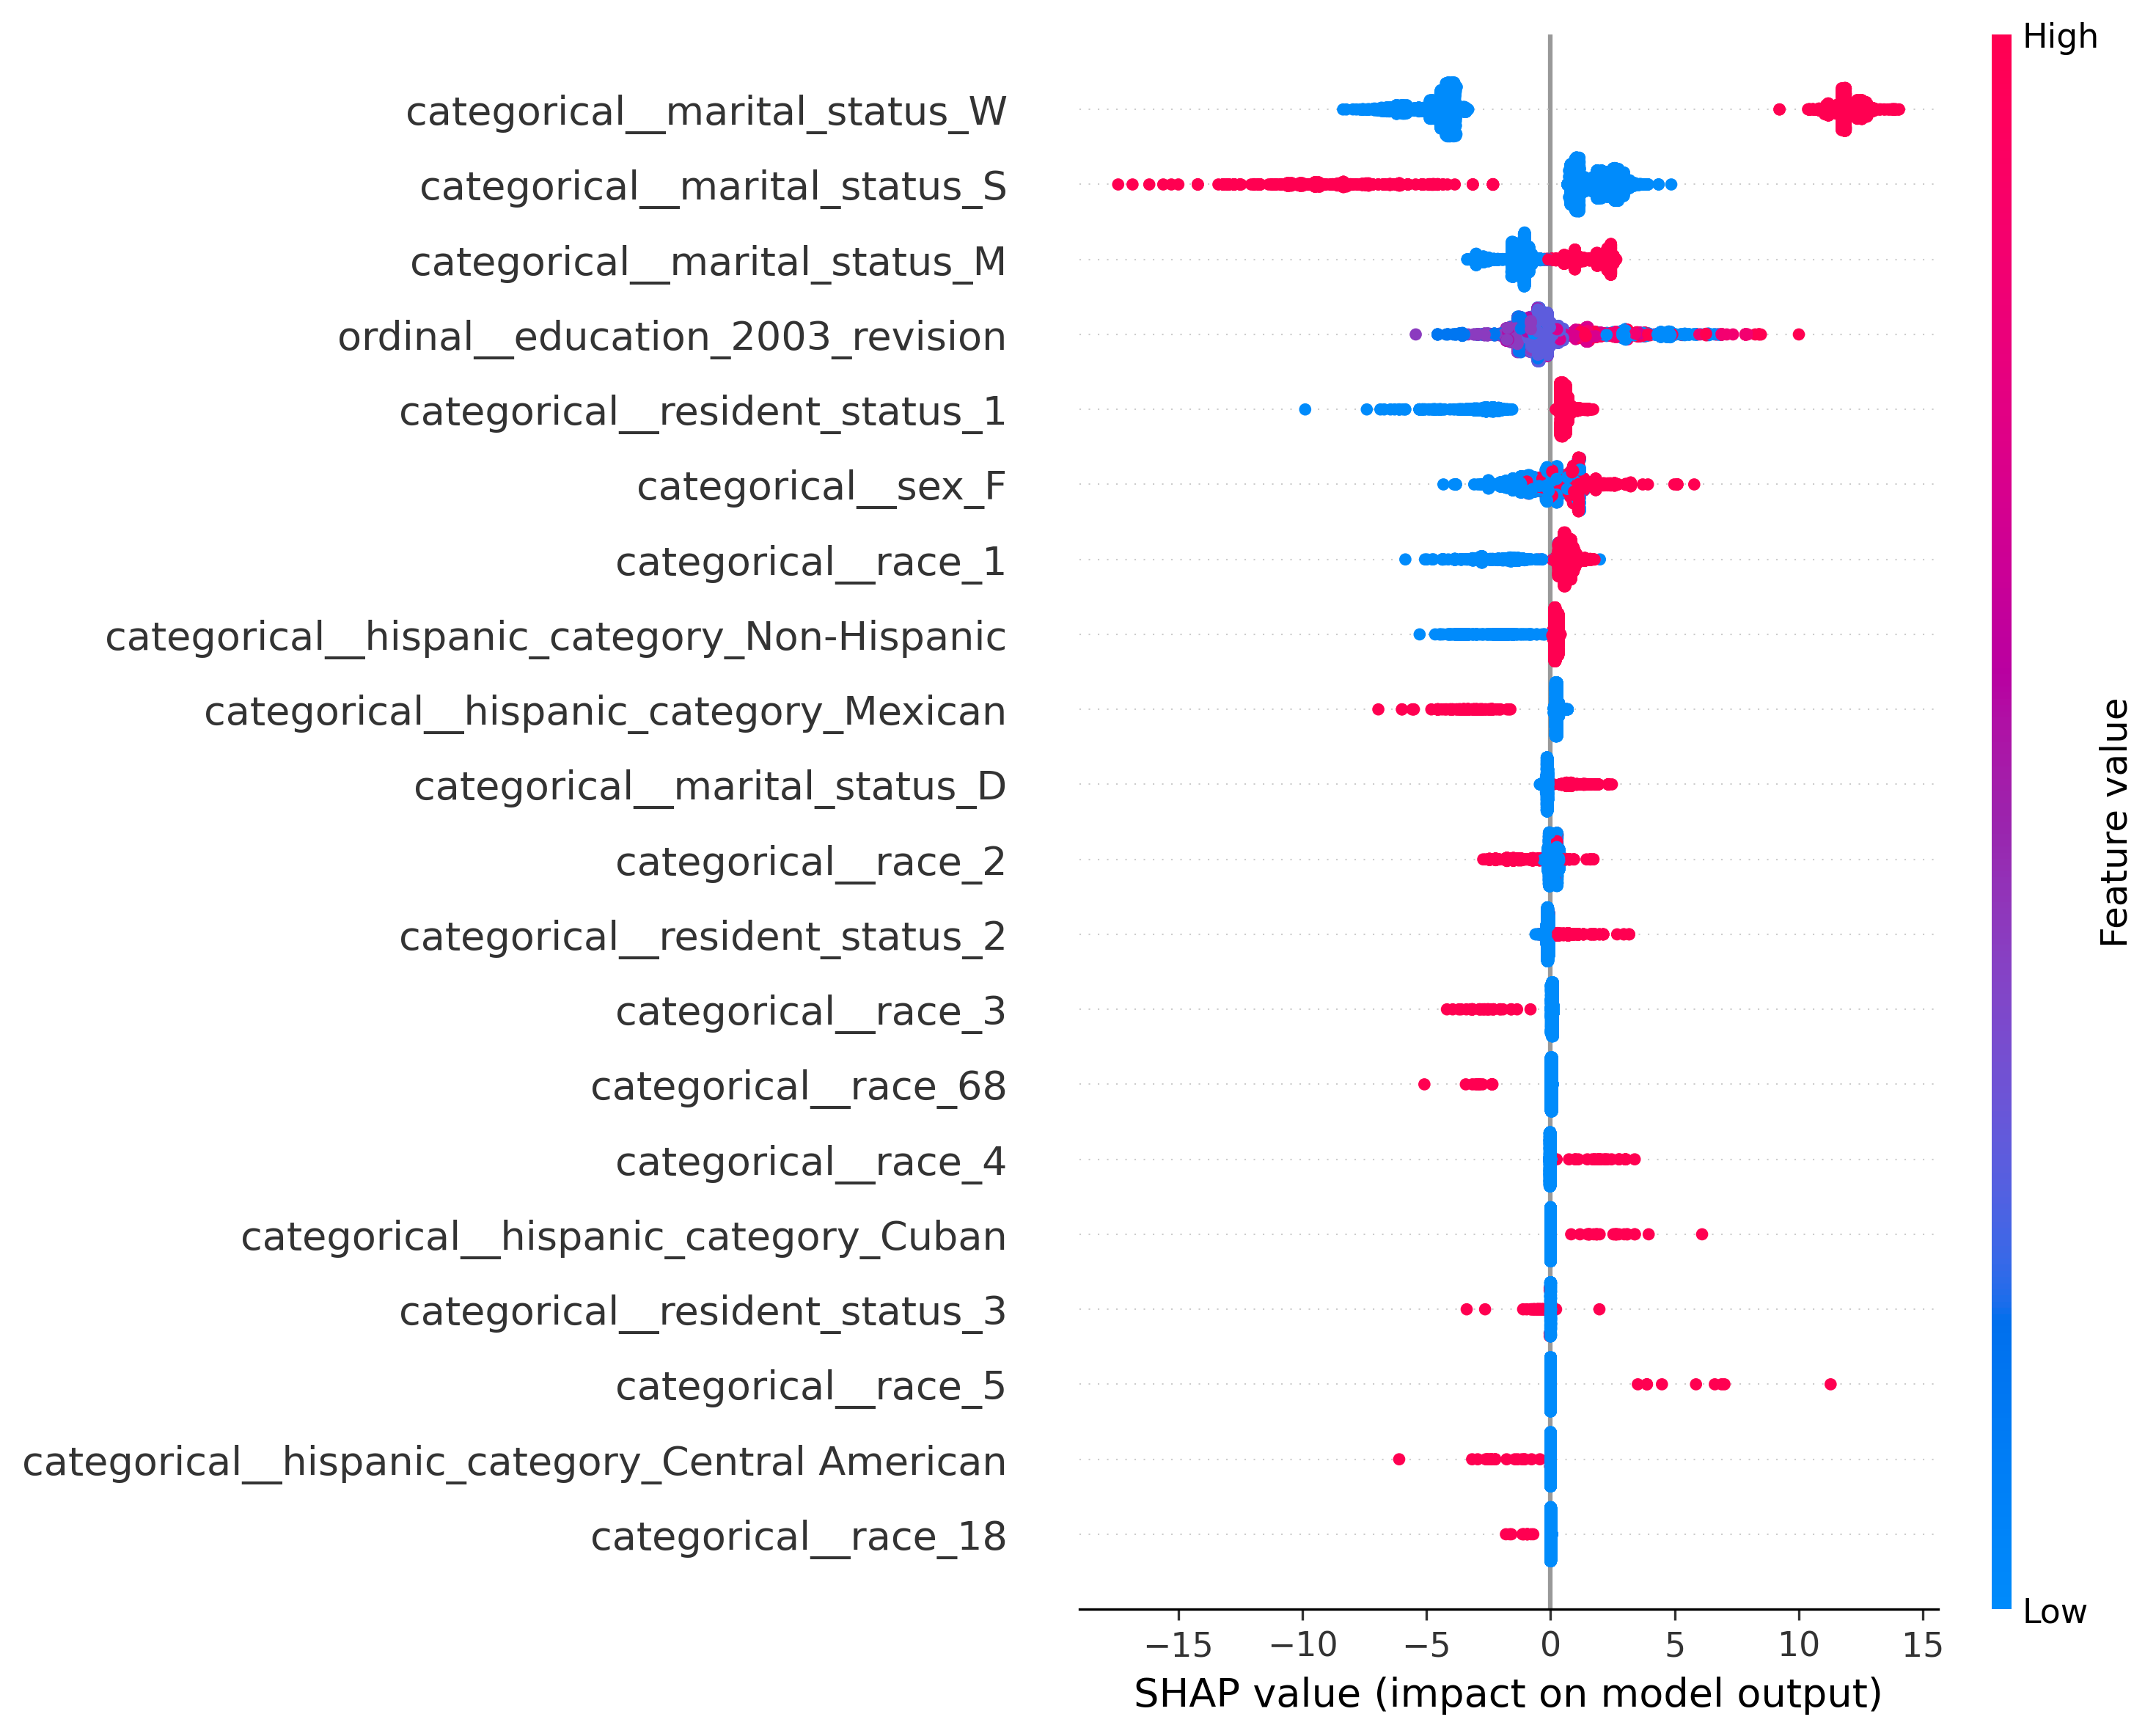 High
categorical__marital_status_W
categorical__marital_status_S
categorical__marital_status_M
ordinal__education_2003_revision
categorical__resident_status_1
categorical__sex_F
categorical__race_1
categorical__hispanic_category_Non-Hispanic
categorical__hispanic_category_Mexican
categorical__marital_status_D
categorical__race_2
categorical__resident_status_2
categorical__race_3
categorical__race_68
categorical__race_4
categorical__hispanic_category_Cuban
categorical__resident_status_3
categorical__race_5
categorical__hispanic_category_Central American
categorical__race_18
Feature value
Low
−15 −10 −5 0 5 10 15
SHAP value (impact on model output)